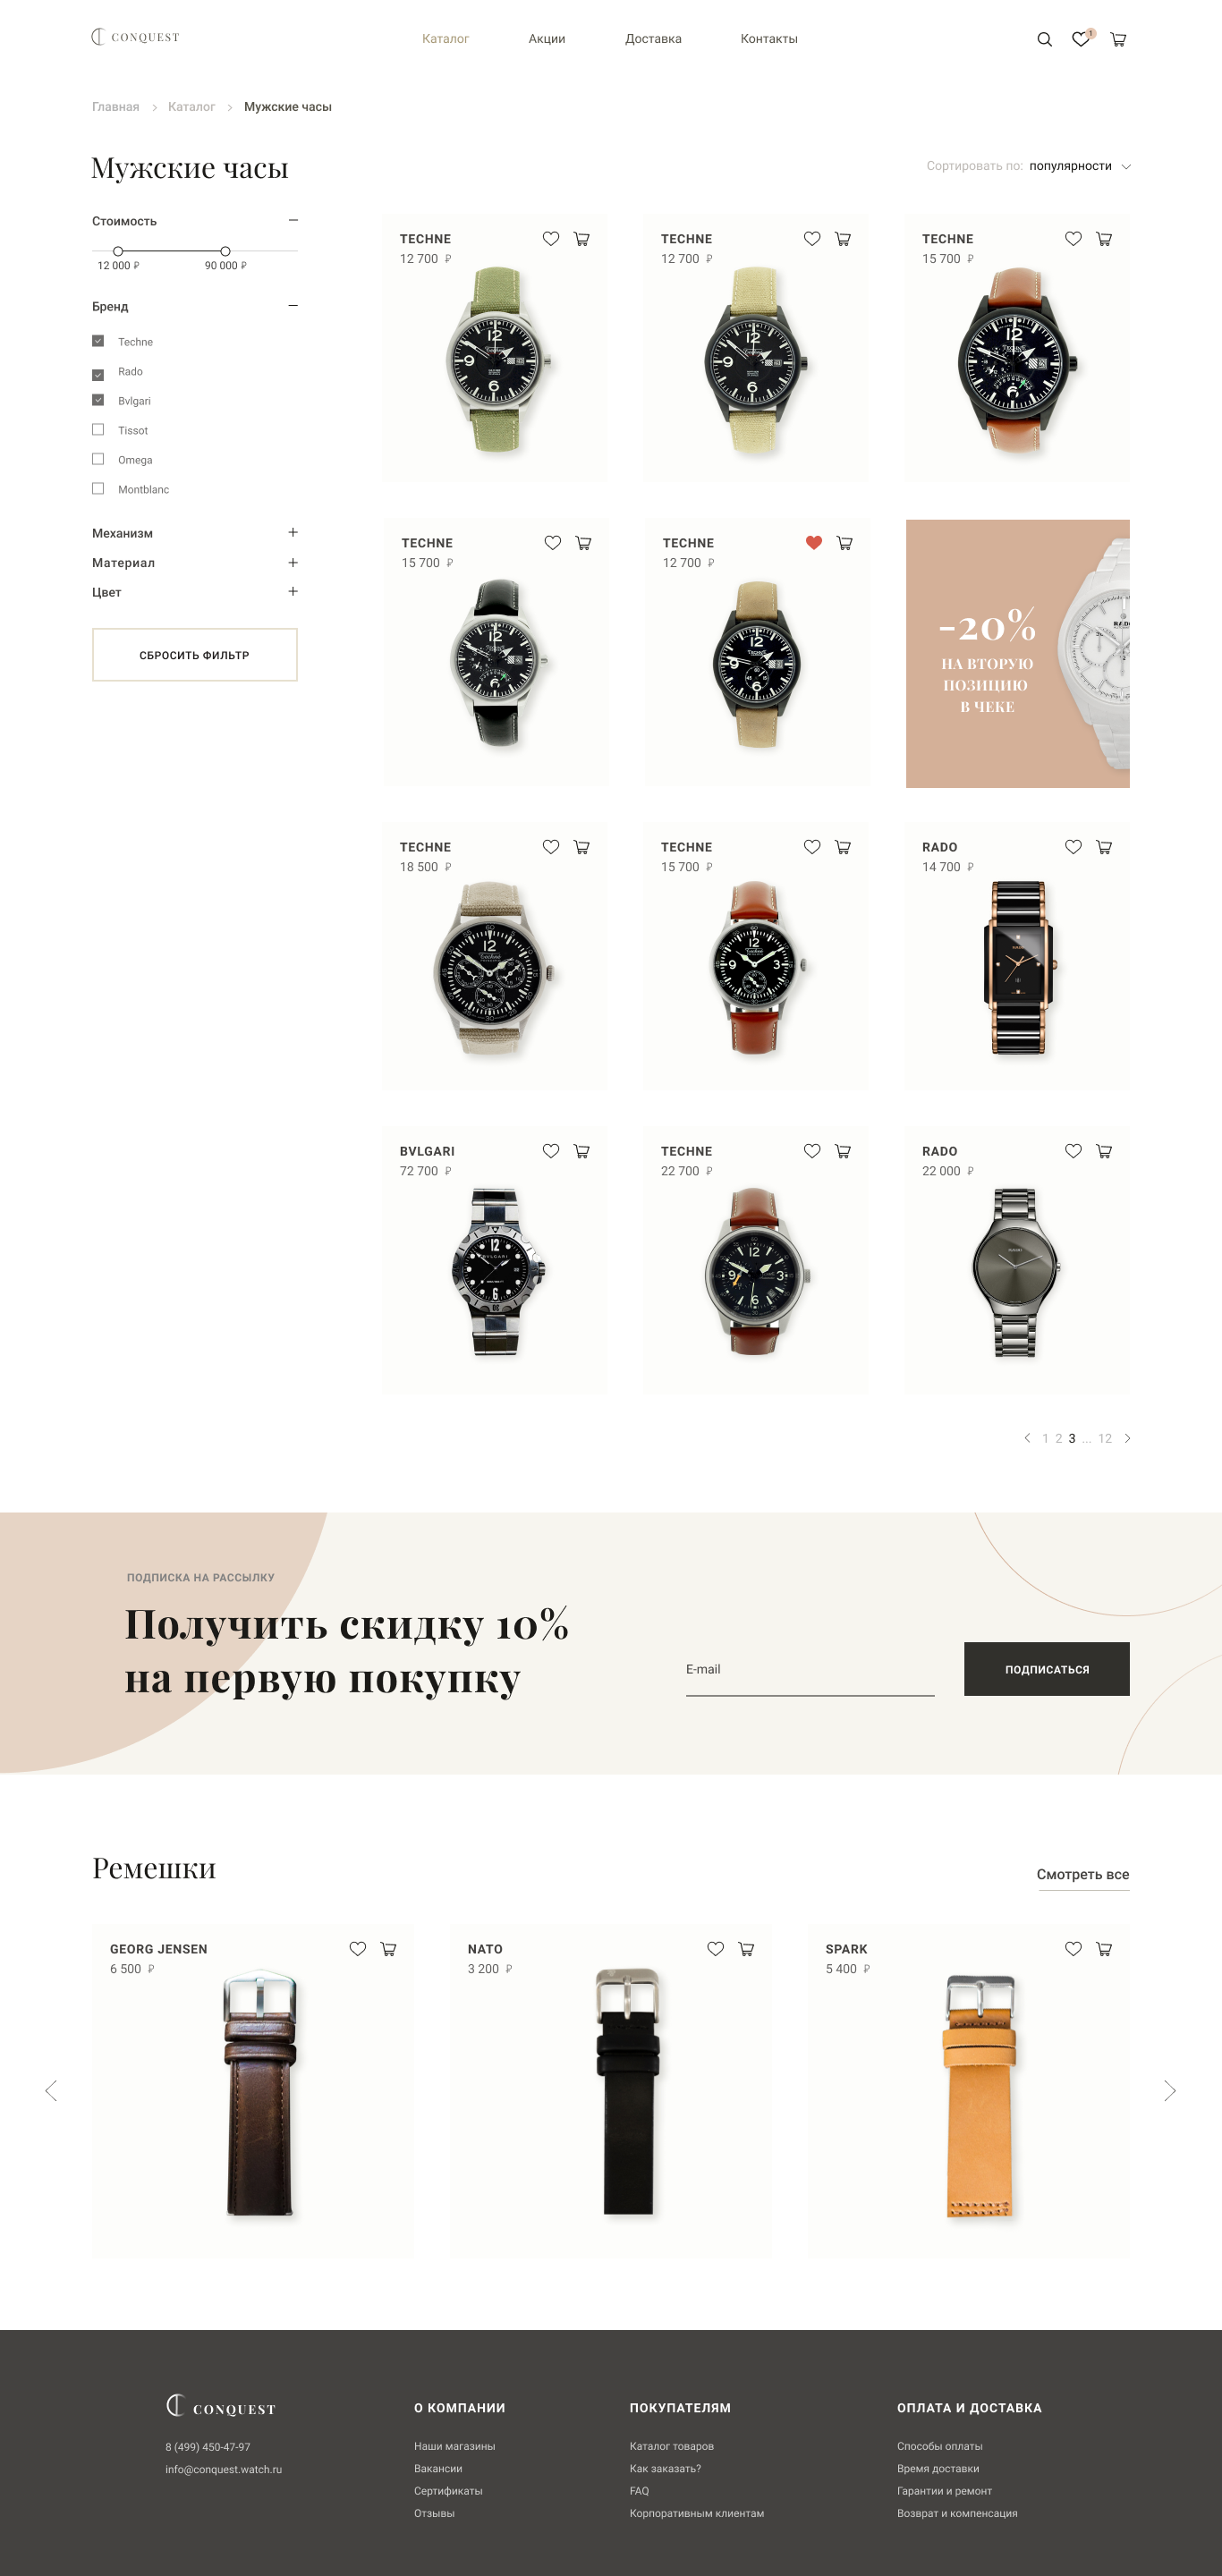 CONQUEST
Каталог
Акции
Доставка
Контакты
1
Главная
Каталог
Мужские часы
Мужские часы
Сортировать по: популярности
Стоимость
12 000 ₽
90 000 ₽
Бренд
Techne
Rado
Bvlgari
Tissot
Omega
Montblanc
Механизм
Материал
Цвет
СБРОСИТЬ ФИЛЬТР
TECHNE
12 700 ₽
TECHNE
12 700 ₽
TECHNE
15 700 ₽
TECHNE
15 700 ₽
TECHNE
12 700 ₽
-20%
НА ВТОРУЮ
ПОЗИЦИЮ
В ЧЕКЕ
TECHNE
18 500 ₽
TECHNE
15 700 ₽
RADO
14 700 ₽
BVLGARI
72 700 ₽
TECHNE
22 700 ₽
RADO
22 000 ₽
1 2 3 ... 12
ПОДПИСКА НА РАССЫЛКУ
Получить скидку 10%
на первую покупку
E-mail
ПОДПИСАТЬСЯ
Ремешки
Смотреть все
GEORG JENSEN
6 500 ₽
NATO
3 200 ₽
SPARK
5 400 ₽
CONQUEST
8 (499) 450-47-97
info@conquest.watch.ru
О КОМПАНИИ
Наши магазины
Вакансии
Сертификаты
Отзывы
ПОКУПАТЕЛЯМ
Каталог товаров
Как заказать?
FAQ
Корпоративным клиентам
ОПЛАТА И ДОСТАВКА
Способы оплаты
Время доставки
Гарантии и ремонт
Возврат и компенсация